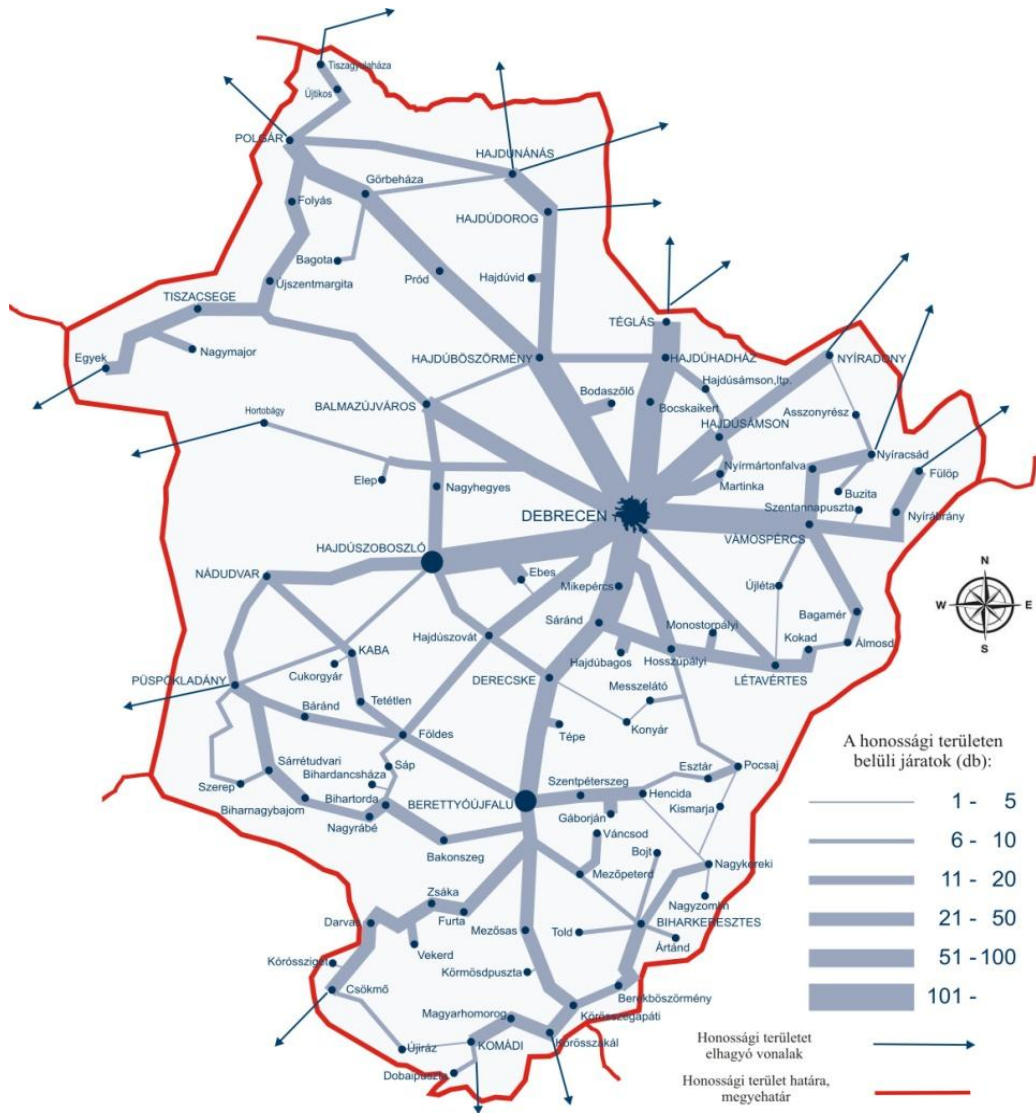 Tiszagyulaháza
Újtikos
POLGÁR
HAJDUNÁNÁS
Görbeháza
Folyás
HAJDÚDOROG
Bagota
Pród
Hajdúvid
Újszentmargita
TISZACSEGE
TÉGLÁS
Nagymajor
Egyek
HAJDÚBÖSZÖRMÉNY
HAJDÚHADHÁZ
NYÍRADONY
Hajdúsámson,ltp.
Bodaszőlő
Bocskaikert
BALMAZÚJVÁROS
Hortobágy
HAJDÚSÁMSON
Asszonyrész
Nyíracsád
Nyírmártonfalva
Fülöp
Elep
Nagyhegyes
Martinka
Buzita
Szentannapuszta
Nyírábrány
DEBRECEN
VÁMOSPÉRCS
HAJDÚSZOBOSZLÓ
NÁDUDVAR
Ebes
Mikepércs
Újléta
Bagamér
N
W
E
S
Sáránd
Monostorpályi
Kokad
Álmosd
Hajdúszovát
KABA
Cukorgyár
Hajdúbagos
Hosszúpályi
LÉTAVÉRTES
PÜSPÖKLADÁNY
DERECSKE
Messzelátó
Tetétlen
Báránd
Konyár
Földes
Tépe
A honossági területen
belüli járatok (db):
Sárrétudvari
Sáp
Esztár
Pocsaj
Bihardancsháza
Szentpéterszeg
Szerep
Hencida
1 - 5
Biharnagybajom
Bihartorda
BERETTYÓÚJFALU
Kismarja
Nagyrábé
Gáborján
Váncsod
6 - 10
Bakonszeg
Bojt
Nagykereki
11 - 20
Mezőpeterd
Zsáka
Nagyzomlin
21 - 50
Darvas
Furta
BIHARKERESZTES
Mezősas
Told
Ártánd
51 - 100
Vekerd
Körössziget
Körmösdpuszta
Csökmő
Berekböszörmény
101 -
Magyarhomorog
Körösszegapáti
Körösszakál
Honossági területet
elhagyó vonalak
Újiráz
KOMÁDI
Dobaipuszta
Honossági terület határa,
megyehatár